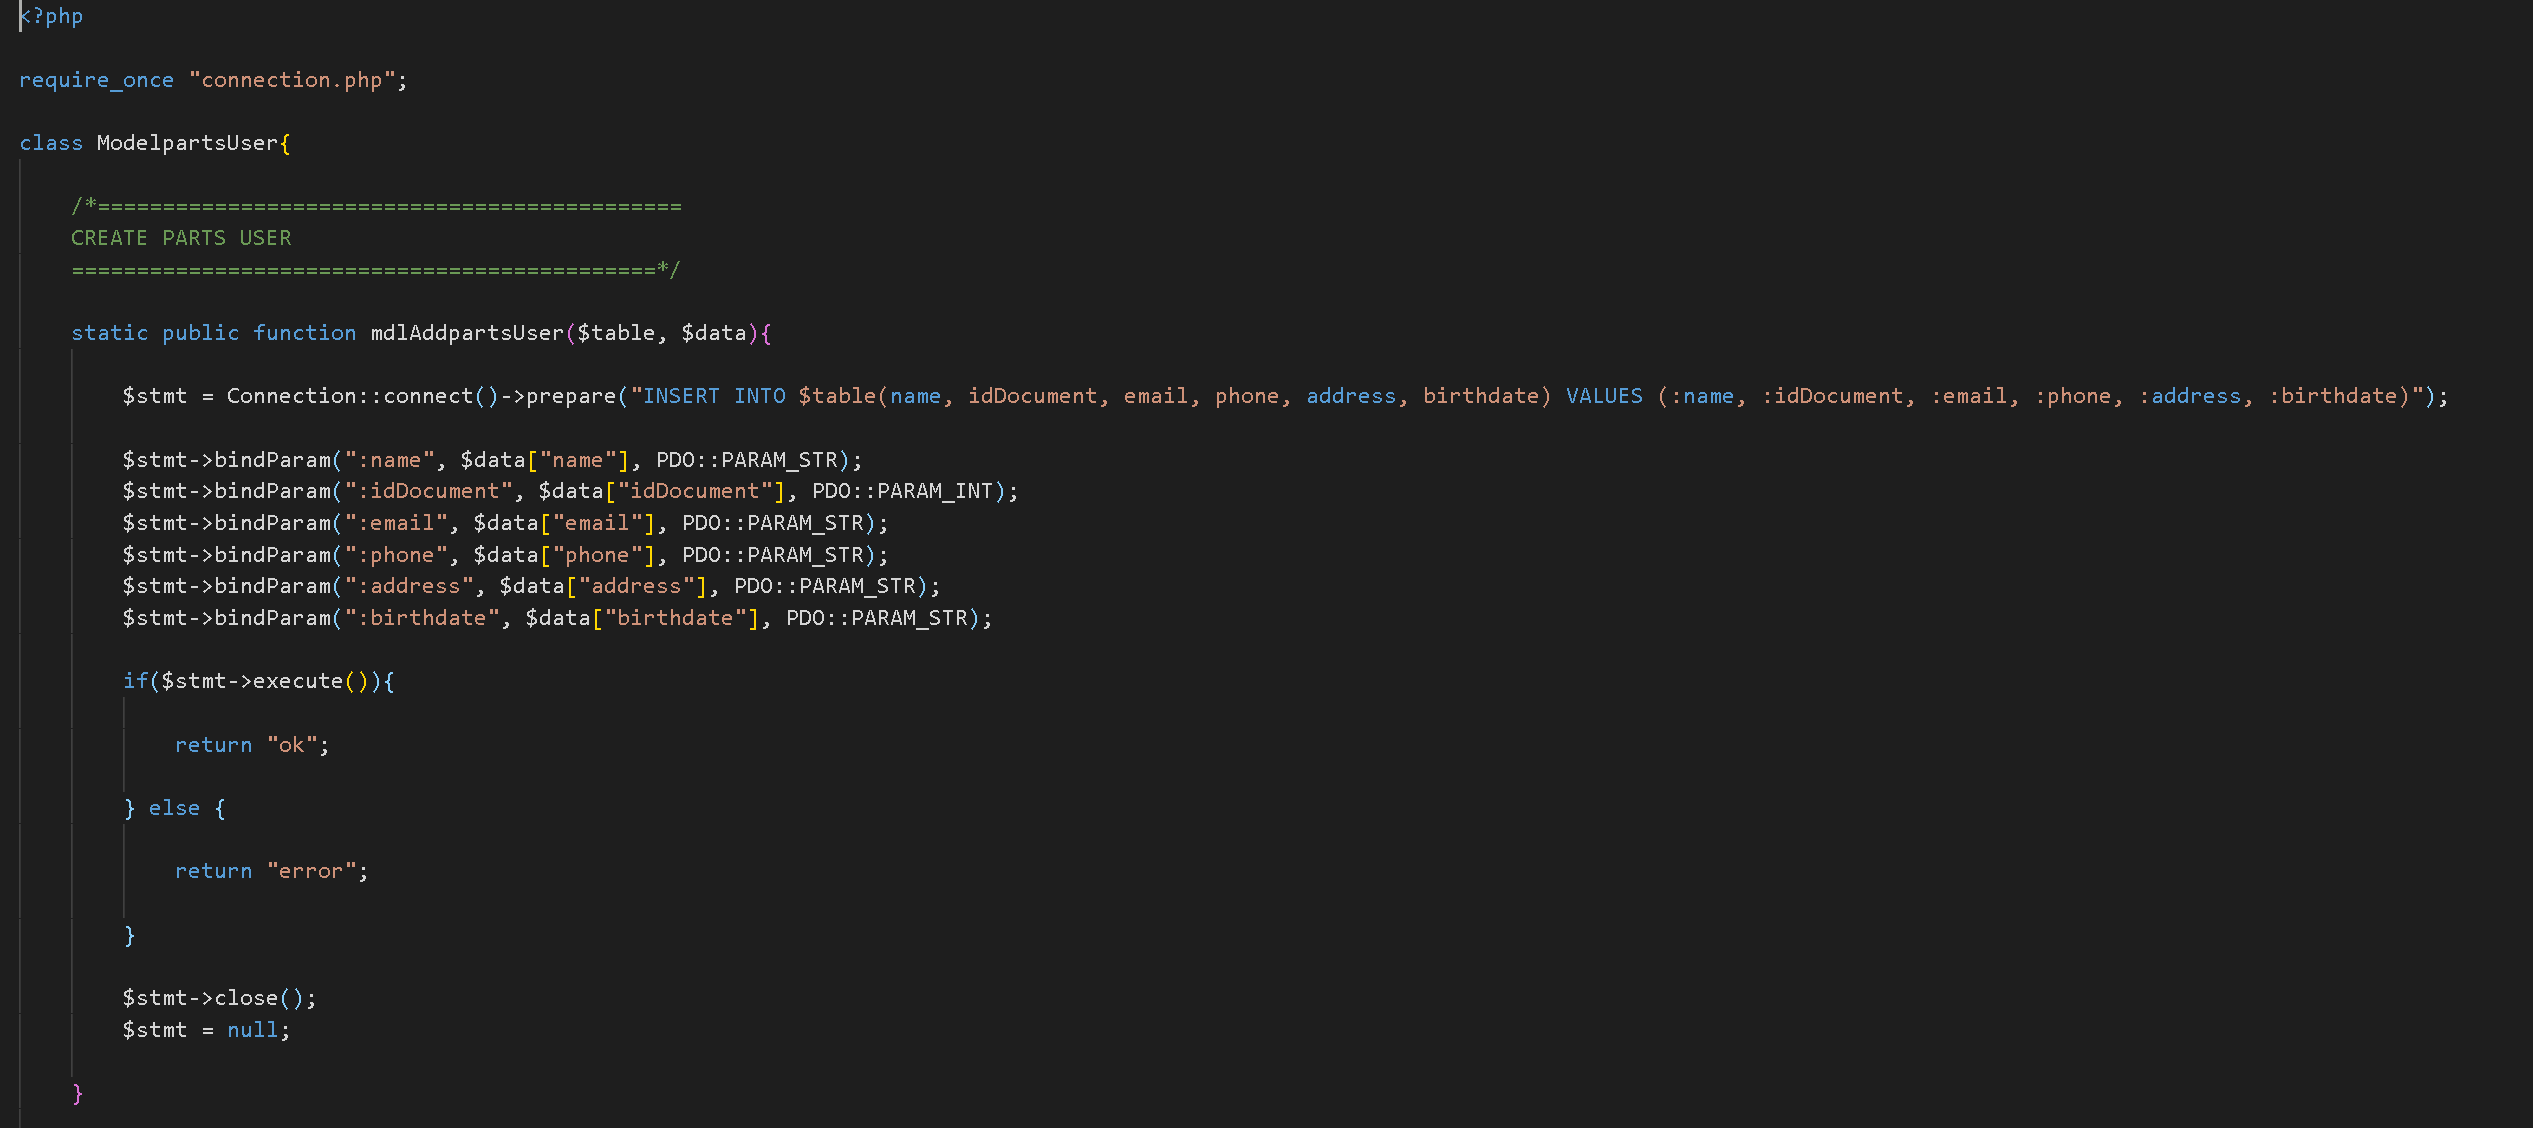 <?php
require_once "connection.php";
class ModelpartsUser{
/*=============================================
CREATE PARTS USER
=============================================*/
static public function mdlAddpartsUser($table, $data){
$stmt = Connection::connect()->prepare("INSERT INTO $table(name, idDocument, email, phone, address, birthdate) VALUES (:name, :idDocument, :email, :phone, :address, :birthdate)");
$stmt->bindParam(":name", $data["name"], PDO::PARAM_STR);
$stmt->bindParam(":idDocument", $data["idDocument"], PDO::PARAM_INT);
$stmt->bindParam(":email", $data["email"], PDO::PARAM_STR);
$stmt->bindParam(":phone", $data["phone"], PDO::PARAM_STR);
$stmt->bindParam(":address", $data["address"], PDO::PARAM_STR);
$stmt->bindParam(":birthdate", $data["birthdate"], PDO::PARAM_STR);
if($stmt->execute()){
return "ok";
} else {
return "error";
}
$stmt->close();
$stmt = null;
}